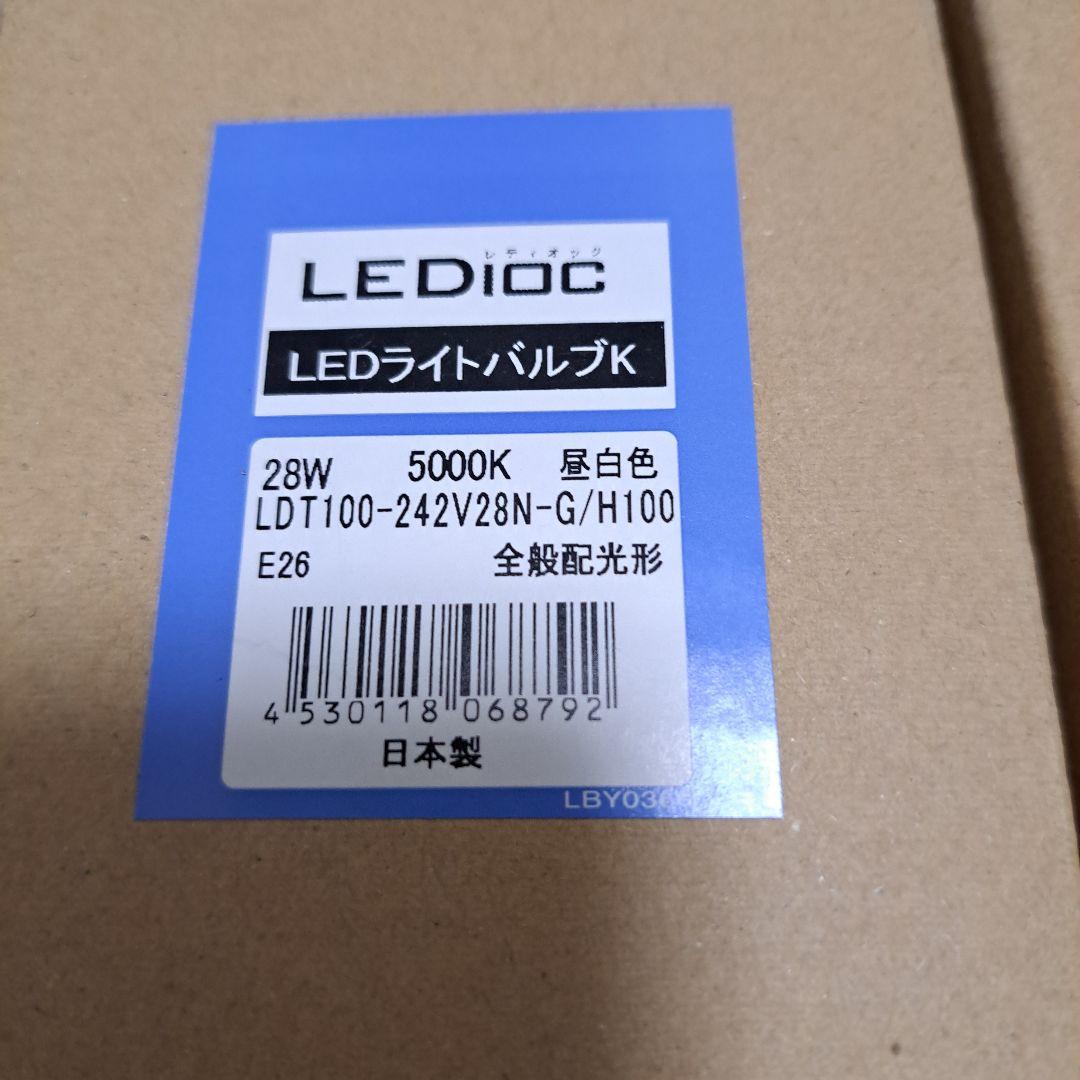 レディオック
LEDioc
LEDライトバルブK
28W 5000K 昼白色
LDT100-242V28N-G/H100
E26 全般配光形
4 530118 068792
日本製